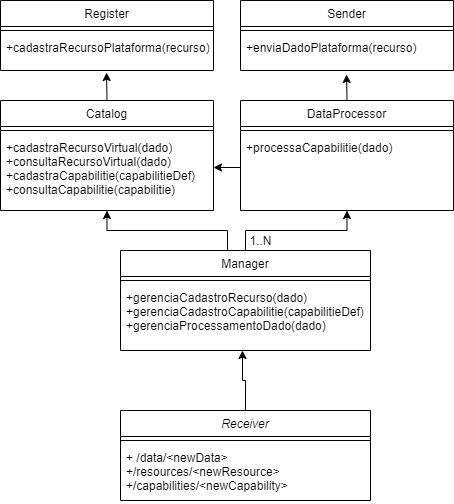 Register
+cadastraRecursoPlataforma(recurso)
Sender
+enviaDadoPlataforma(recurso)
Catalog
+cadastraRecursoVirtual(dado)
+consultaRecursoVirtual(dado)
+cadastraCapabilitie(capabilitieDef)
+consultaCapabilitie(capabilitie)
DataProcessor
+processaCapabilitie(dado)
1..N
Manager
+gerenciaCadastroRecurso(dado)
+gerenciaCadastroCapabilitie(capabilitieDef)
+gerenciaProcessamentoDado(dado)
Receiver
+ /data/<newData>
+/resources/<newResource>
+/capabilities/<newCapability>